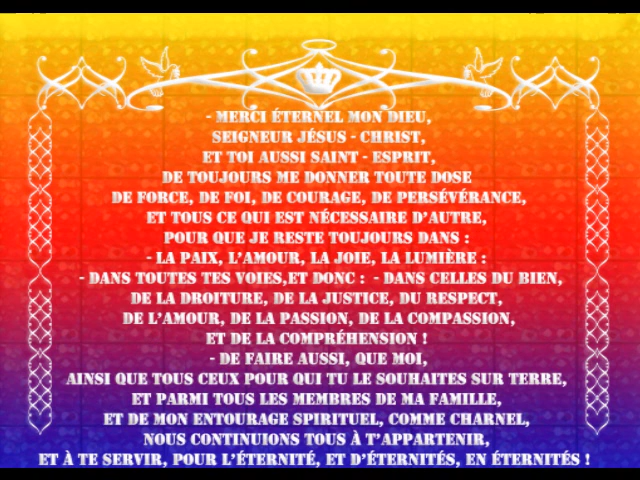 - MERCI ÉTERNEL MON DIEU,
SEIGNEUR JÉSUS - CHRIST,
ET TOI AUSSI SAINT - ESPRIT,
DE TOUJOURS ME DONNER TOUTE DOSE
DE FORCE, DE FOI, DE COURAGE, DE PERSÉVÉRANCE,
ET TOUS CE QUI EST NÉCESSAIRE D'AUTRE,
POUR QUE JE RESTE TOUJOURS DANS :
- LA PAIX, L'AMOUR, LA JOIE, LA LUMIÈRE :
- DANS TOUTES TES VOIES,ET DONC : - DANS CELLES DU BIEN,
DE LA DROITURE, DE LA JUSTICE, DU RESPECT,
DE L'AMOUR, DE LA PASSION, DE LA COMPASSION,
ET DE LA COMPRÉHENSION !
- DE FAIRE AUSSI, QUE MOI,
AINSI QUE TOUS CEUX POUR QUI TU LE SOUHAITES SUR TERRE,
ET PARMI TOUS LES MEMBRES DE MA FAMILLE,
ET DE MON ENTOURAGE SPIRITUEL, COMME CHARNEL,
NOUS CONTINUIONS TOUS À T'APPARTENIR,
ET À TE SERVIR, POUR L'ÉTERNITÉ, ET D'ÉTERNITÉS, EN ÉTERNITÉS !